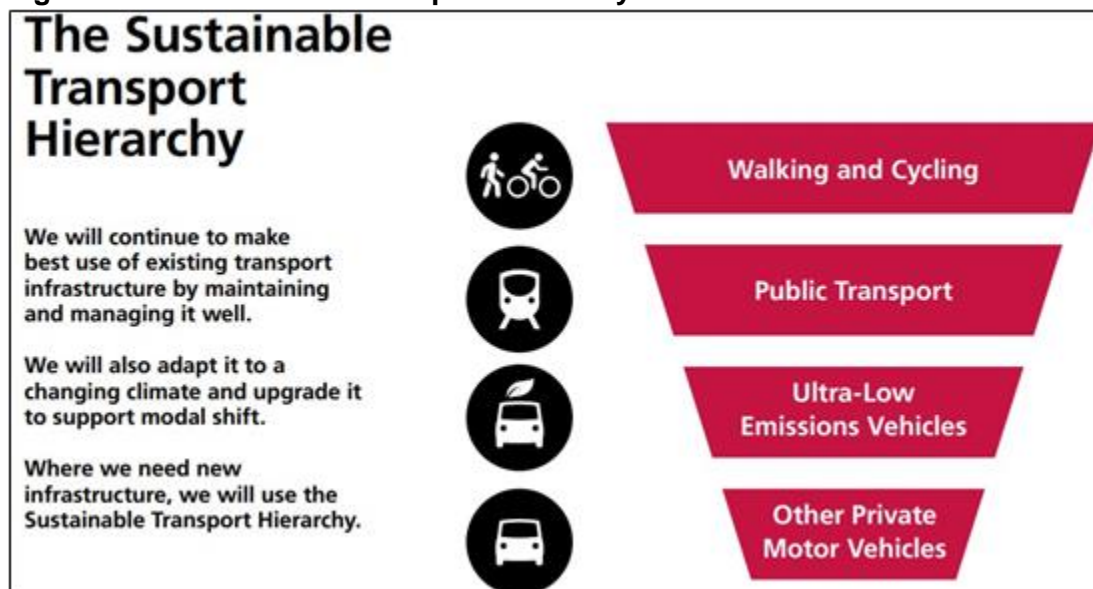 The Sustainable
Transport
Hierarchy
We will continue to make
best use of existing transport
infrastructure by maintaining
and managing it well.
We will also adapt it to a
changing climate and upgrade it
to support modal shift.
Where we need new
infrastructure, we will use the
Sustainable Transport Hierarchy.
Walking and Cycling
Public Transport
Ultra-Low
Emissions Vehicles
Other Private
Motor Vehicles